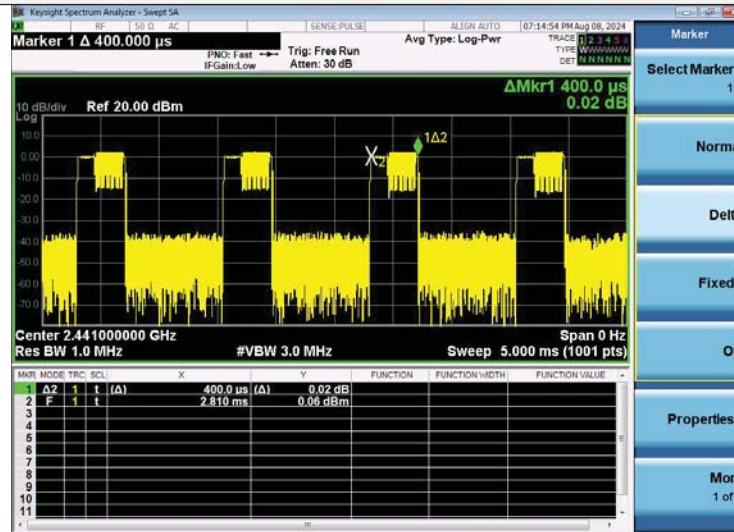 Keysight Spectrum Analyzer - Swept SA
RF 50 Ω AC SENSE:PULSE ALIGN AUTO 07:14:54 PM Aug 08, 2024
Marker 1 Δ 400.000 µs
PNO: Fast
IFGain:Low
Trig: Free Run
Atten: 30 dB
Avg Type: Log-Pwr
TRACE 1 2 3 4 5 6
TYPE WWWWWWW
DET N N N N N N
ΔMkr1 400.0 µs
0.02 dB
10 dB/div Ref 20.00 dBm
Log
10.0
0.00
-10.0
-20.0
-30.0
-40.0
-50.0
-60.0
-70.0
X2
1Δ2
Center 2.441000000 GHz Span 0 Hz
Res BW 1.0 MHz #VBW 3.0 MHz Sweep 5.000 ms (1001 pts)
MKR MODE TRC SCL X Y FUNCTION FUNCTION WIDTH FUNCTION VALUE
1 Δ2 1 t (Δ) 400.0 µs (Δ) 0.02 dB
2 F 1 t 2.810 ms 0.06 dBm
3
4
5
6
7
8
9
10
11
Marker
Select Marker
1
Norma
Delt
Fixed
O
Properties
Mor
1 of